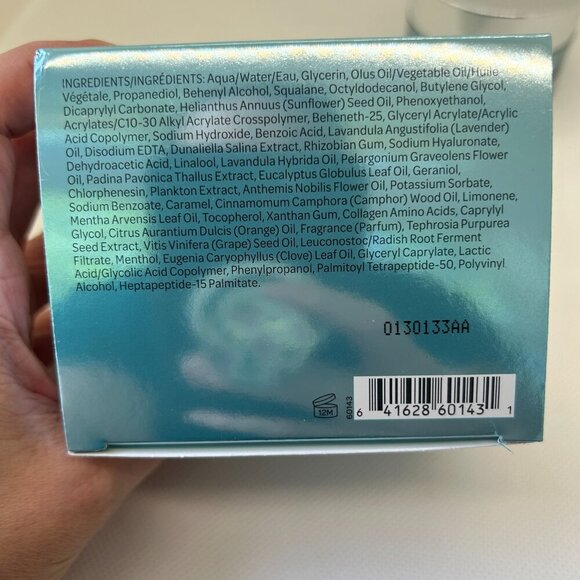 INGREDIENTS/INGRÉDIENTS: Aqua/Water/Eau, Glycerin, Olus Oil/Vegetable Oil/Huile
Végétale, Propanediol, Behenyl Alcohol, Squalane, Octyldodecanol, Butylene Glycol,
Dicaprylyl Carbonate, Helianthus Annuus (Sunflower) Seed Oil, Phenoxyethanol,
Acrylates/C10-30 Alkyl Acrylate Crosspolymer, Beheneth-25, Glyceryl Acrylate/Acrylic
Acid Copolymer, Sodium Hydroxide, Benzoic Acid, Lavandula Angustifolia (Lavender)
Oil, Disodium EDTA, Dunaliella Salina Extract, Rhizobian Gum, Sodium Hyaluronate,
Dehydroacetic Acid, Linalool, Lavandula Hybrida Oil, Pelargonium Graveolens Flower
Oil, Padina Pavonica Thallus Extract, Eucalyptus Globulus Leaf Oil, Geraniol,
Chlorphenesin, Plankton Extract, Anthemis Nobilis Flower Oil, Potassium Sorbate,
Sodium Benzoate, Caramel, Cinnamomum Camphora (Camphor) Wood Oil, Limonene,
Mentha Arvensis Leaf Oil, Tocopherol, Xanthan Gum, Collagen Amino Acids, Caprylyl
Glycol, Citrus Aurantium Dulcis (Orange) Oil, Fragrance (Parfum), Tephrosia Purpurea
Seed Extract, Vitis Vinifera (Grape) Seed Oil, Leuconostoc/Radish Root Ferment
Filtrate, Menthol, Eugenia Caryophyllus (Clove) Leaf Oil, Glyceryl Caprylate, Lactic
Acid/Glycolic Acid Copolymer, Phenylpropanol, Palmitoyl Tetrapeptide-50, Polyvinyl
Alcohol, Heptapeptide-15 Palmitate.
0130133AA
12M
60143
6 41628 60143 1